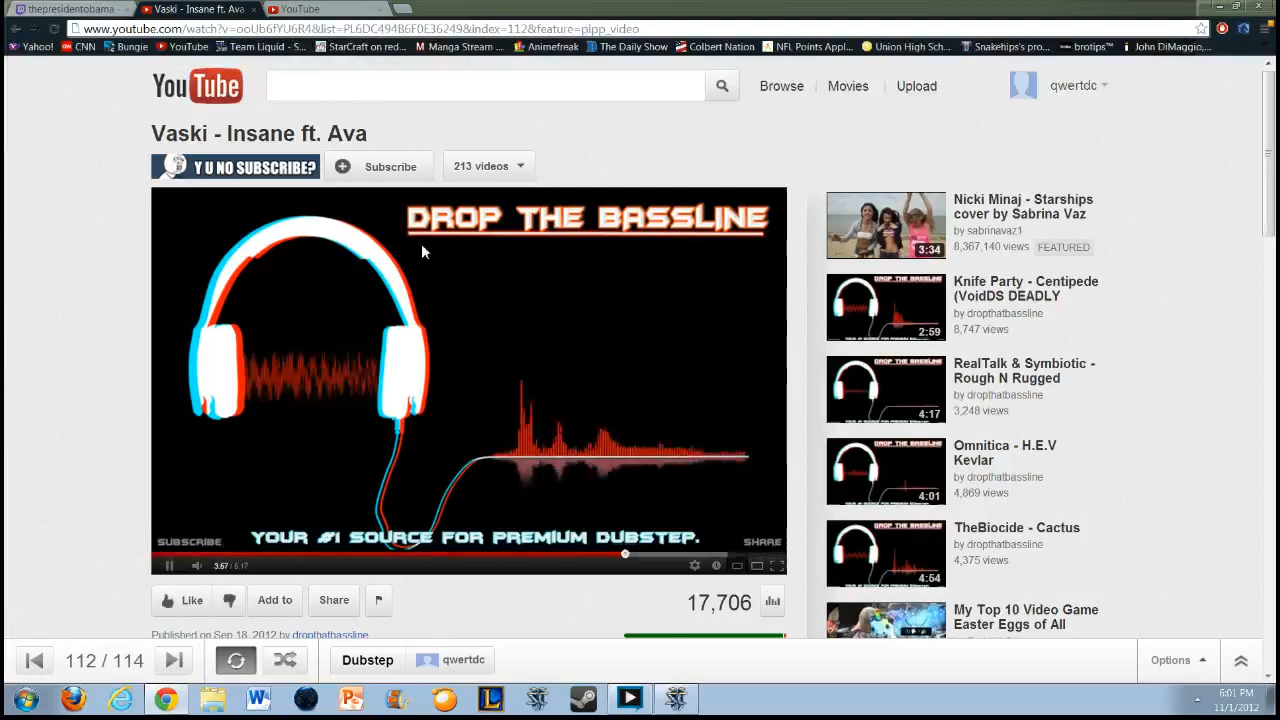 thepresidentobama -
Vaski - Insane ft. Ava
YouTube
www.youtube.com/watch?v=ooUb6fYU6R4&list=PL6DC494B6F0E36249&index=112&feature=plpp_video
Yahoo!
CNN
Bungie
YouTube
Team Liquid - S...
StarCraft on red...
Manga Stream ...
Animefreak
The Daily Show
Colbert Nation
NFL Points Appl...
Union High Sch...
Snakehips's pro...
brotips™
John DiMaggio,...
YouTube
Browse
Movies
Upload
qwertdc
Vaski - Insane ft. Ava
Y U NO SUBSCRIBE?
Subscribe
213 videos
DROP THE BASSLINE
YOUR #1 SOURCE FOR PREMIUM DUBSTEP.
SUBSCRIBE
SHARE
3:57 / 5:17
Like
Add to
Share
17,706
Published on Sep 18, 2012 by dropthatbassline
Nicki Minaj - Starships
cover by Sabrina Vaz
by sabrinavaz1
8,367,140 views
FEATURED
3:34
Knife Party - Centipede
(VoidDS DEADLY
by dropthatbassline
8,747 views
2:59
RealTalk & Symbiotic -
Rough N Rugged
by dropthatbassline
3,248 views
4:17
Omnitica - H.E.V
Kevlar
by dropthatbassline
4,869 views
4:01
TheBiocide - Cactus
by dropthatbassline
4,375 views
4:54
My Top 10 Video Game
Easter Eggs of All
112 / 114
Dubstep
qwertdc
Options
6:01 PM
11/1/2012